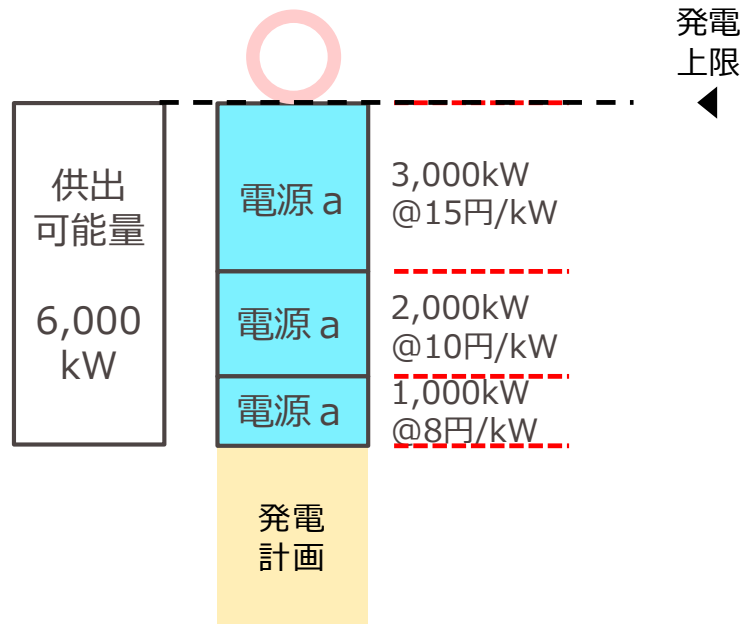 発電
上限
供出
可能量
6,000
kW
電源 a
3,000kW
@15円/kW
電源 a
2,000kW
@10円/kW
電源 a
1,000kW
@8円/kW
発電
計画